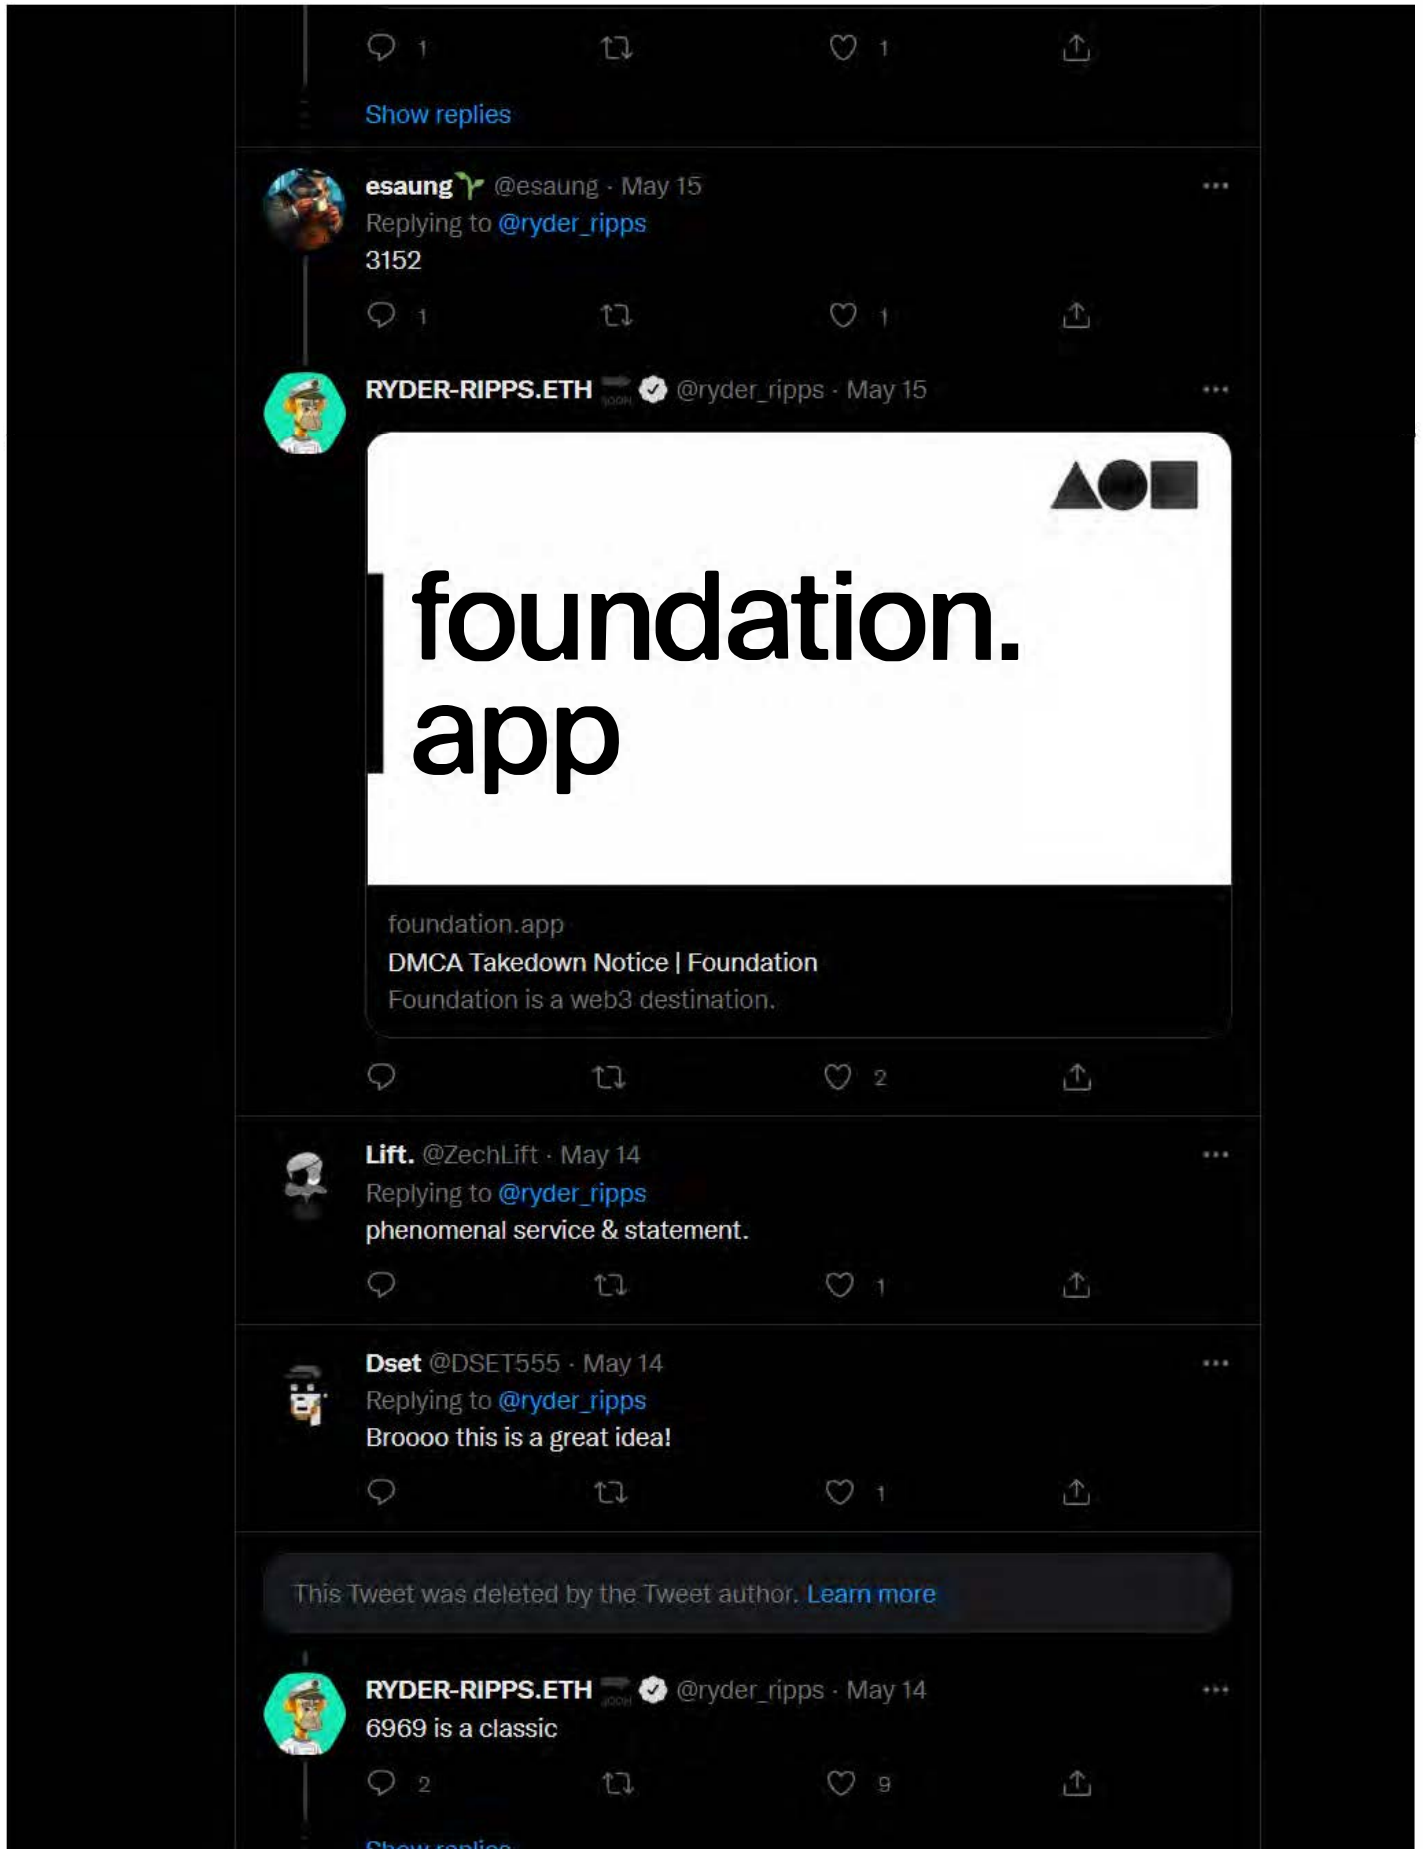 1 1
Show replies
esaung @esaung · May 15
Replying to @ryder_ripps
3152
1 1
RYDER-RIPPS.ETH SOON @ryder_ripps · May 15
foundation.
app
foundation.app
DMCA Takedown Notice | Foundation
Foundation is a web3 destination.
2
Lift. @ZechLift · May 14
Replying to @ryder_ripps
phenomenal service & statement.
1
Dset @DSET555 · May 14
Replying to @ryder_ripps
Broooo this is a great idea!
1
This Tweet was deleted by the Tweet author. Learn more
RYDER-RIPPS.ETH SOON @ryder_ripps · May 14
6969 is a classic
2 9
Show replies